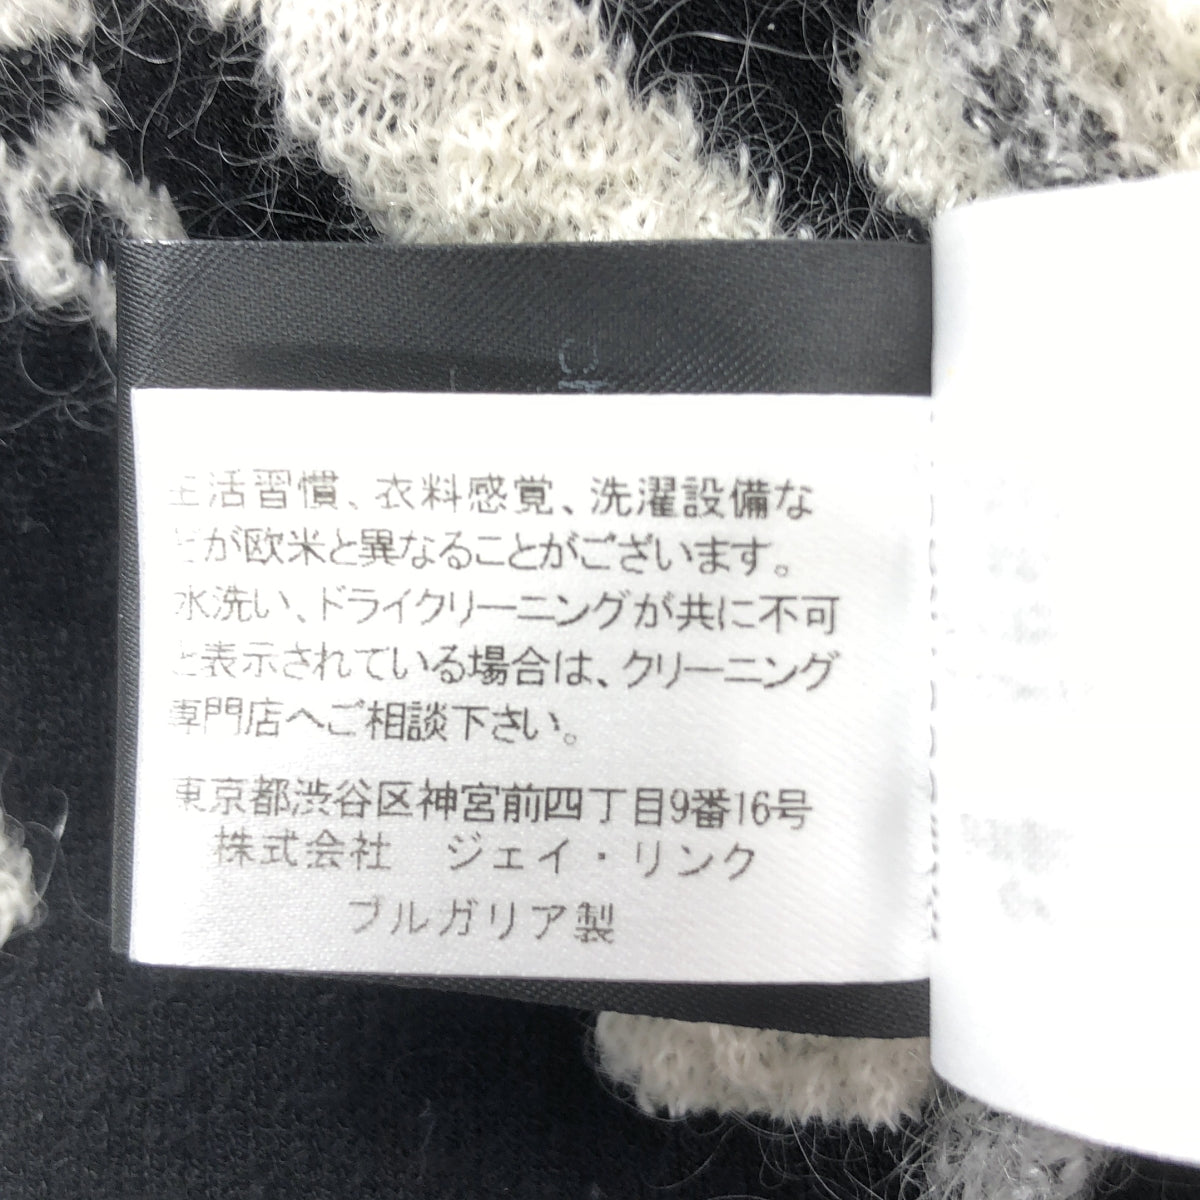 生活習慣、衣料感覚、洗濯設備な
どが欧米と異なることがございます。
水洗い、ドライクリーニングが共に不可
と表示されている場合は、クリーニング
専門店へご相談下さい。
東京都渋谷区神宮前四丁目9番16号
株式会社　ジェイ・リンク
ブルガリア製